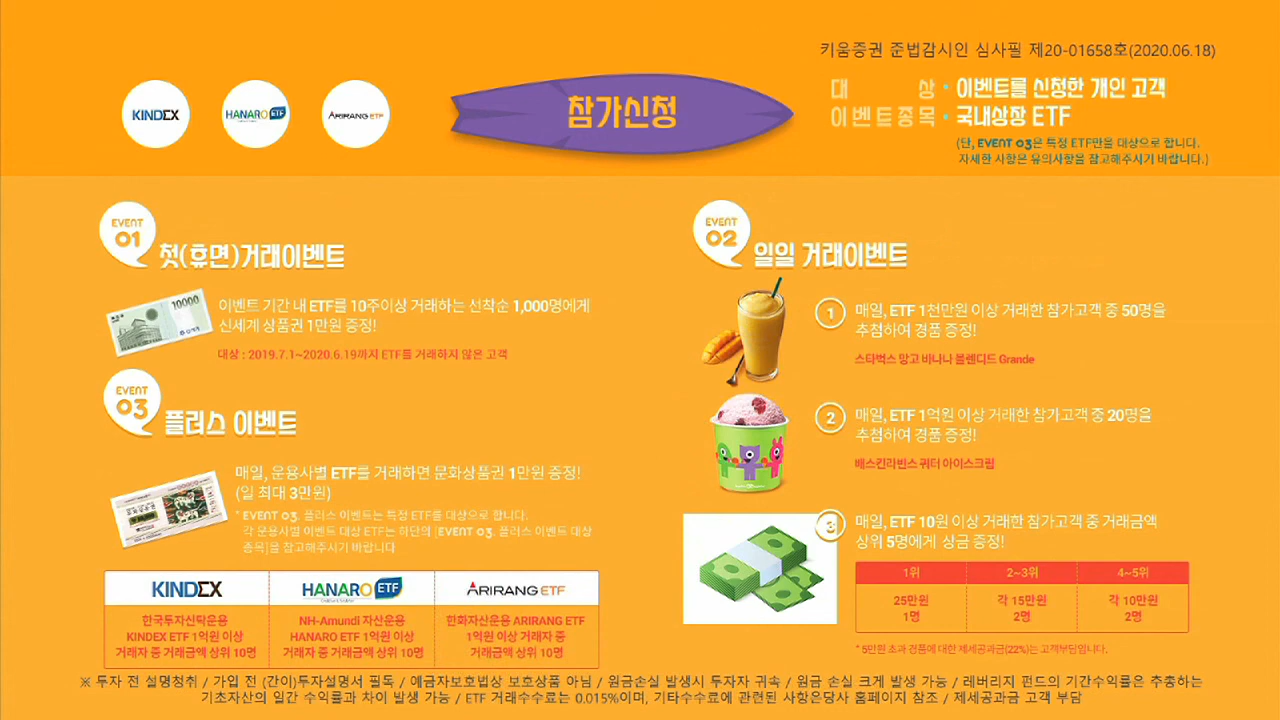 키움증권 준법감시인 심사필 제20-01658호(2020.06.18)
KINDEX
HANARO ETF
ARIRANG ETF
참가신청
대 상 · 이벤트를 신청한 개인 고객
이벤트종목 · 국내상장 ETF
(단, EVENT 03은 특정 ETF만을 대상으로 합니다.
자세한 사항은 유의사항을 참고해주시기 바랍니다.)
EVENT
01
첫(휴면)거래이벤트
10000
이벤트 기간 내 ETF를 10주이상 거래하는 선착순 1,000명에게
신세계 상품권 1만원 증정!
대상 : 2019.7.1~2020.6.19까지 ETF를 거래하지 않은 고객
EVENT
03
플러스 이벤트
매일, 운용사별 ETF를 거래하면 문화상품권 1만원 증정!
(일 최대 3만원)
* EVENT 03. 플러스 이벤트는 특정 ETF를 대상으로 합니다.
각 운용사별 이벤트 대상 ETF는 하단의 [EVENT 03. 플러스 이벤트 대상
종목]을 참고해주시기 바랍니다
KINDEX
HANARO ETF
ARIRANG ETF
한국투자신탁운용
KINDEX ETF 1억원 이상
거래자 중 거래금액 상위 10명
NH-Amundi 자산운용
HANARO ETF 1억원 이상
거래자 중 거래금액 상위 10명
한화자산운용 ARIRANG ETF
1억원 이상 거래자 중
거래금액 상위 10명
EVENT
02
일일 거래이벤트
1
매일, ETF 1천만원 이상 거래한 참가고객 중 50명을
추첨하여 경품 증정!
스타벅스 망고 바나나 블렌디드 Grande
2
매일, ETF 1억원 이상 거래한 참가고객 중 20명을
추첨하여 경품 증정!
배스킨라빈스 쿼터 아이스크림
3
매일, ETF 10원 이상 거래한 참가고객 중 거래금액
상위 5명에게 상금 증정!
1위
2~3위
4~5위
25만원
1명
각 15만원
2명
각 10만원
2명
* 5만원 초과 경품에 대한 제세공과금(22%)는 고객부담입니다.
※ 투자 전 설명청취 / 가입 전 (간이)투자설명서 필독 / 예금자보호법상 보호상품 아님 / 원금손실 발생시 투자자 귀속 / 원금 손실 크게 발생 가능 / 레버리지 펀드의 기간수익률은 추종하는
기초자산의 일간 수익률과 차이 발생 가능 / ETF 거래수수료는 0.015%이며, 기타수수료에 관련된 사항은당사 홈페이지 참조 / 제세공과금 고객 부담